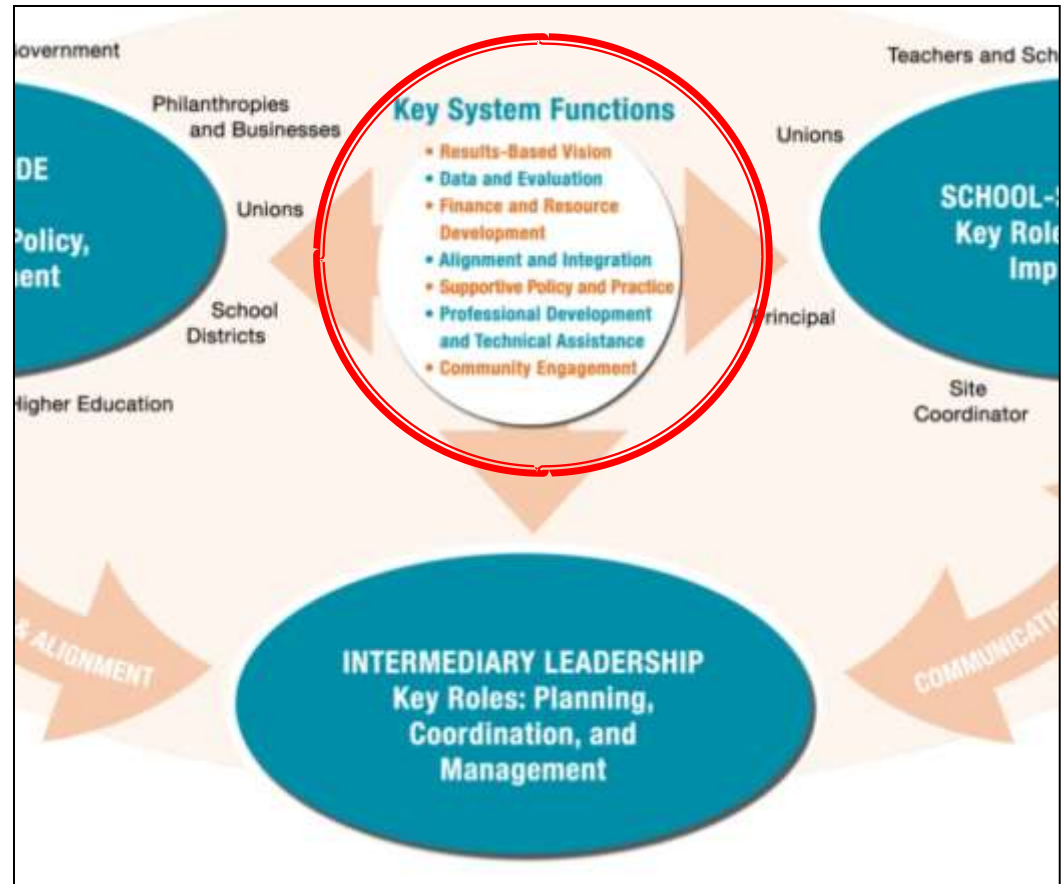 overnment
Philanthropies
and Businesses
Unions
DE
Policy,
ent
School
Districts
Higher Education
Key System Functions
• Results-Based Vision
• Data and Evaluation
• Finance and Resource
Development
• Alignment and Integration
• Supportive Policy and Practice
• Professional Development
and Technical Assistance
• Community Engagement
Teachers and Sch
Unions
SCHOOL-
Key Role
Imp
Principal
Site
Coordinator
& ALIGNMENT
COMMUNICATIO
INTERMEDIARY LEADERSHIP
Key Roles: Planning,
Coordination, and
Management